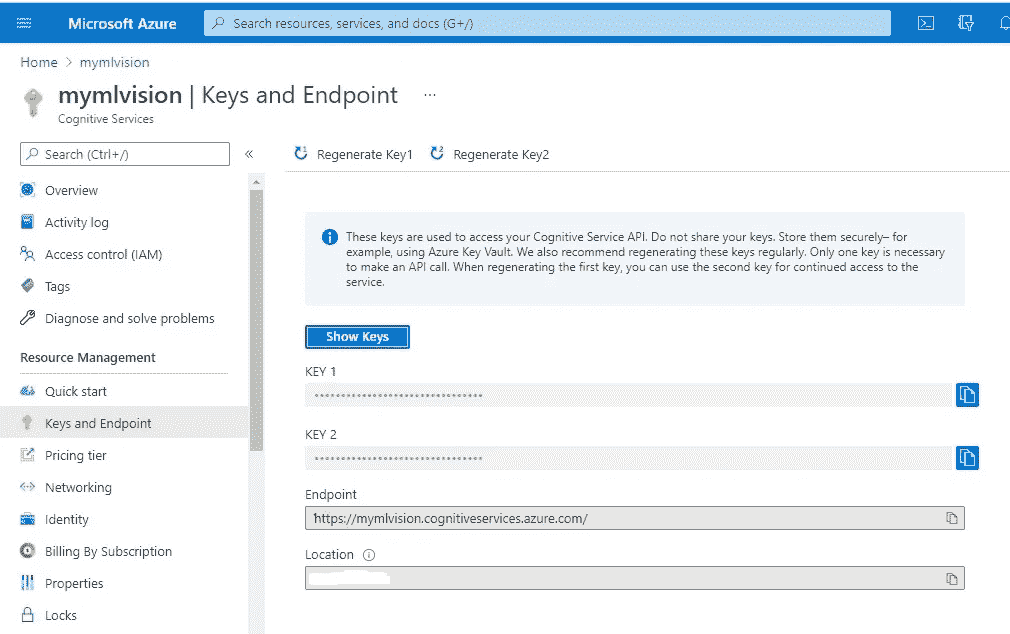 Microsoft Azure
Search resources, services, and docs (G+/)
Home > mymlvision
mymlvision | Keys and Endpoint ...
Cognitive Services
Search (Ctrl+/)
«
Regenerate Key1
Regenerate Key2
Overview
Activity log
Access control (IAM)
Tags
Diagnose and solve problems
Resource Management
Quick start
Keys and Endpoint
Pricing tier
Networking
Identity
Billing By Subscription
Properties
Locks
These keys are used to access your Cognitive Service API. Do not share your keys. Store them securely– for
example, using Azure Key Vault. We also recommend regenerating these keys regularly. Only one key is necessary
to make an API call. When regenerating the first key, you can use the second key for continued access to the
service.
Show Keys
KEY 1
••••••••••••••••••••••••••••••••
KEY 2
••••••••••••••••••••••••••••••••
Endpoint
https://mymlvision.cognitiveservices.azure.com/
Location